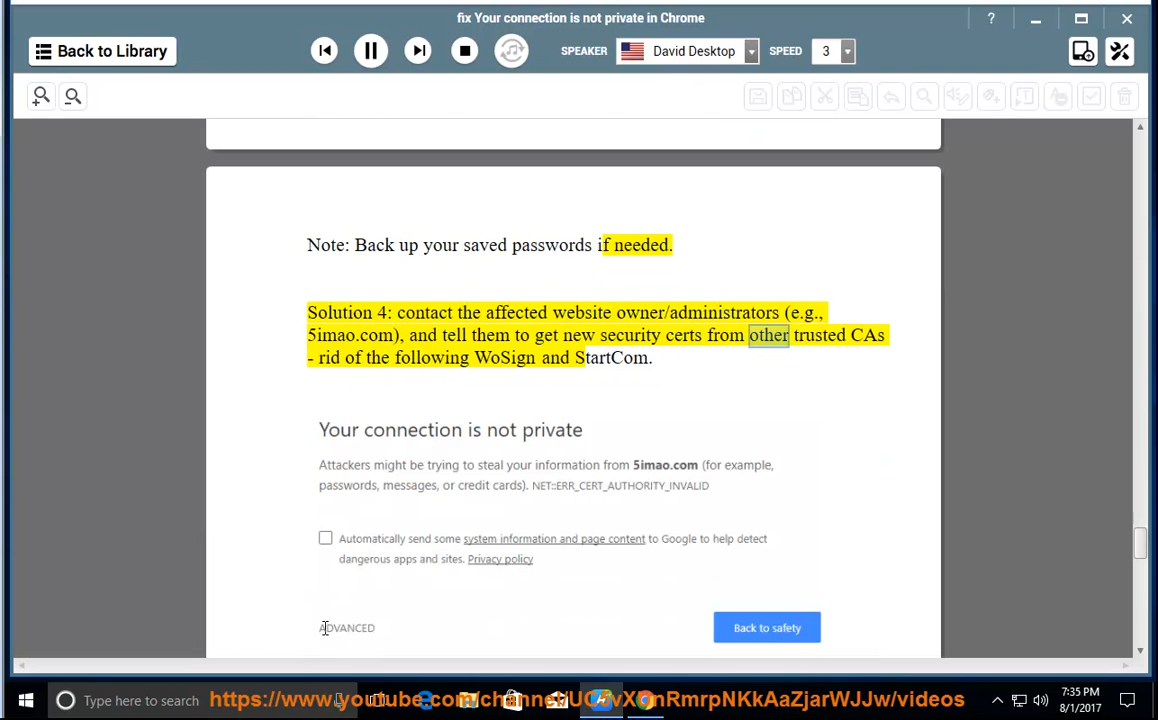 fix Your connection is not private in Chrome
?
Back to Library
SPEAKER
David Desktop
SPEED
3
Note: Back up your saved passwords if needed.
Solution 4: contact the affected website owner/administrators (e.g.,
5imao.com), and tell them to get new security certs from other trusted CAs
- rid of the following WoSign and StartCom.
Your connection is not private
Attackers might be trying to steal your information from 5imao.com (for example,
passwords, messages, or credit cards). NET::ERR_CERT_AUTHORITY_INVALID
Automatically send some system information and page content to Google to help detect
dangerous apps and sites. Privacy policy
ADVANCED
Back to safety
Type here to search
7:35 PM
8/1/2017